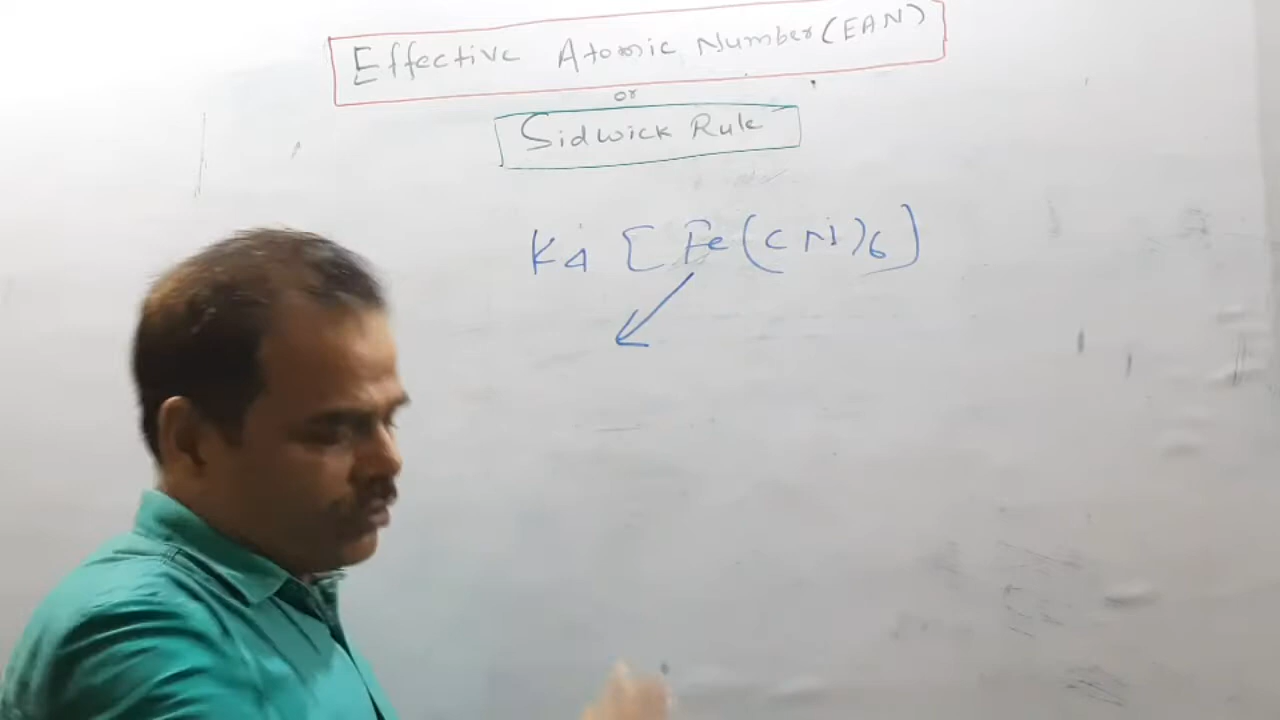 Effective Atomic Number (EAN)
or
Sidwick Rule
K4 [Fe(CN)6]